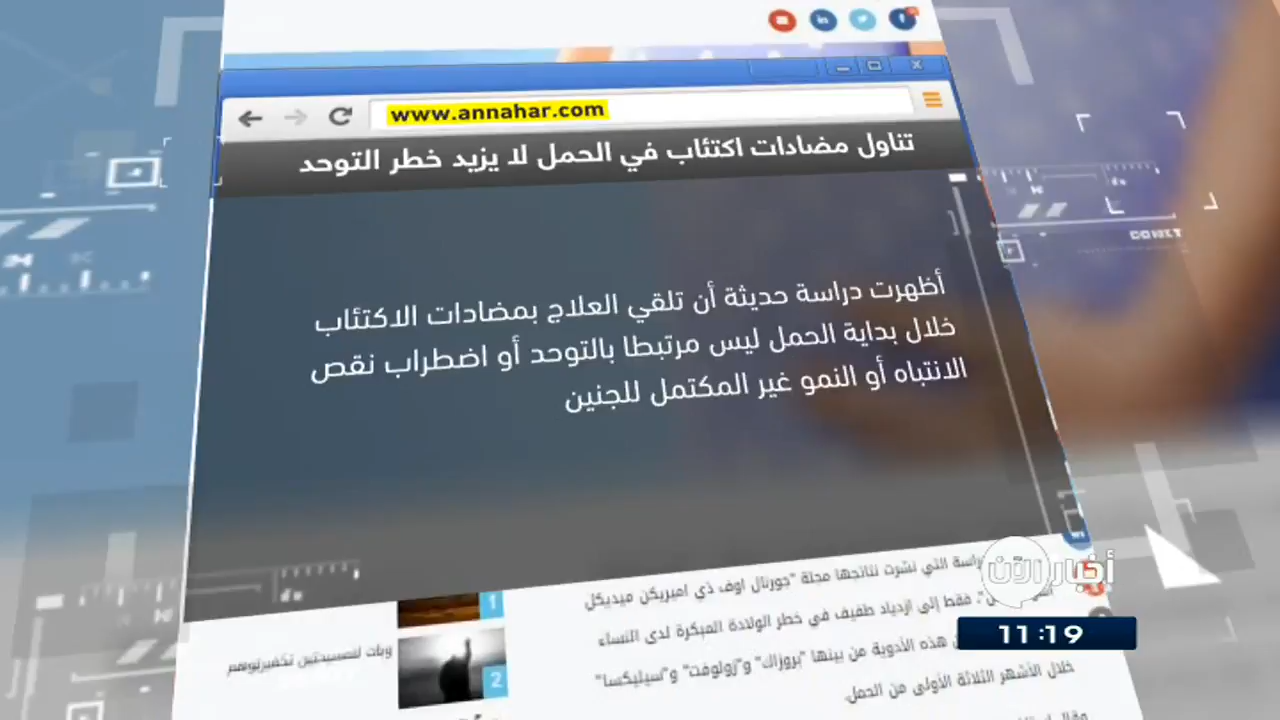 www.annahar.com
تناول مضادات اكتئاب في الحمل لا يزيد خطر التوحد
COMET
أظهرت دراسة حديثة أن تلقي العلاج بمضادات الاكتئاب
خلال بداية الحمل ليس مرتبطا بالتوحد أو اضطراب نقص
الانتباه أو النمو غير المكتمل للجنين
أخبار الآن
التي نشرت نتائجها مجلة "جورنال اوف ذي اميريكن ميديكل
فقط إلى ازدياد طفيف في خطر الولادة المبكرة لدى النساء
هذه الأدوية من بينها "بروزاك" و"زولوفت" و"سيليكسا"
خلال الأشهر الثلاثة الأولى من الحمل.
11:19
1
2